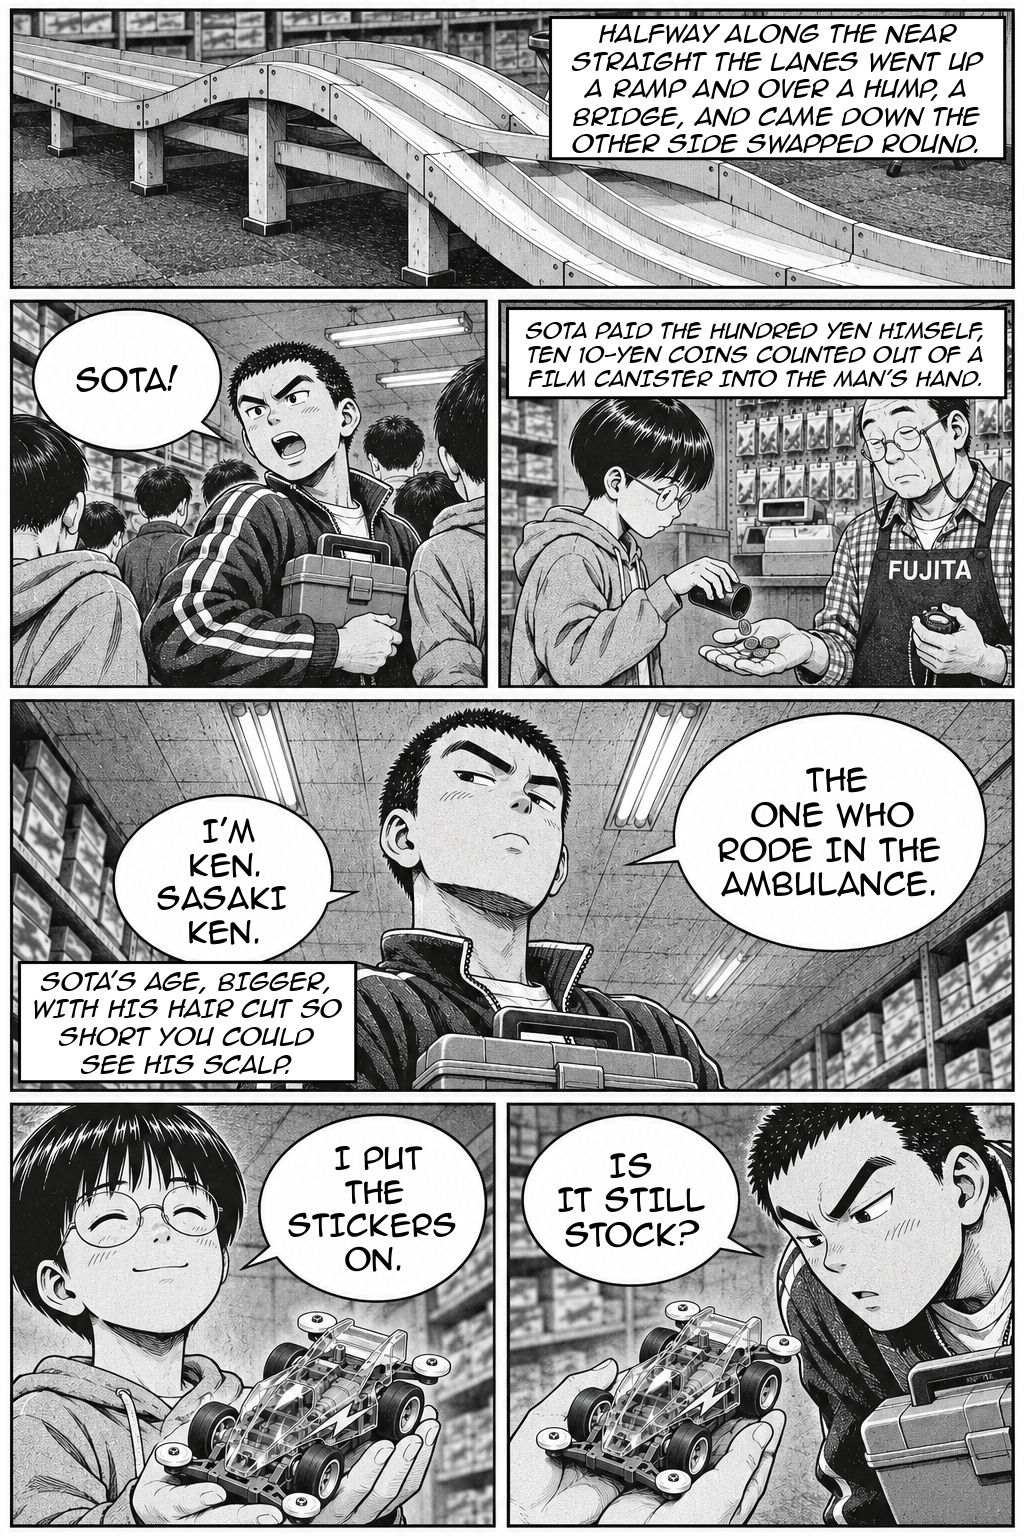 HALFWAY ALONG THE NEAR
STRAIGHT THE LANES WENT UP
A RAMP AND OVER A HUMP, A
BRIDGE, AND CAME DOWN THE
OTHER SIDE SWAPPED ROUND.
SOTA!
SOTA PAID THE HUNDRED YEN HIMSELF,
TEN 10-YEN COINS COUNTED OUT OF A
FILM CANISTER INTO THE MAN'S HAND.
FUJITA
I'M
KEN.
SASAKI
KEN.
THE
ONE WHO
RODE IN THE
AMBULANCE.
SOTA'S AGE, BIGGER,
WITH HIS HAIR CUT SO
SHORT YOU COULD
SEE HIS SCALP.
I PUT
THE
STICKERS
ON.
IS
IT STILL
STOCK?